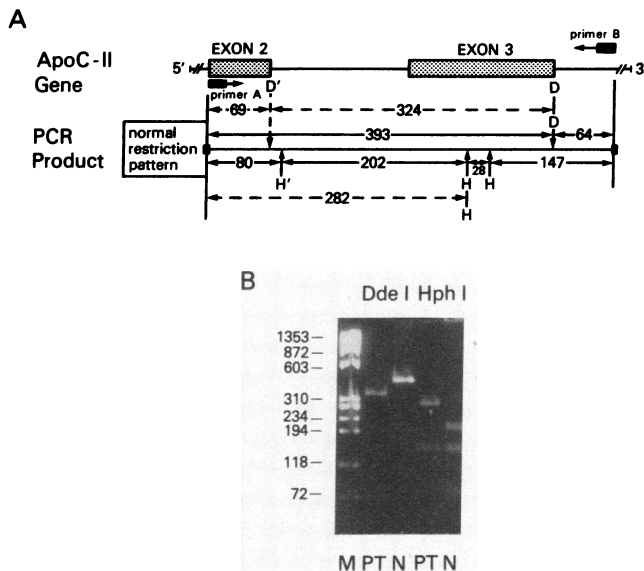 A
ApoC-II
Gene
5'
EXON 2
EXON 3
primer B
3
primer A
D'
D
69
324
D
PCR
Product
normal
restriction
pattern
393
64
80
202
28
147
H'
H
H
282
H
B
Dde I Hph I
1353
872
603
310
234
194
118
72
M PT N PT N